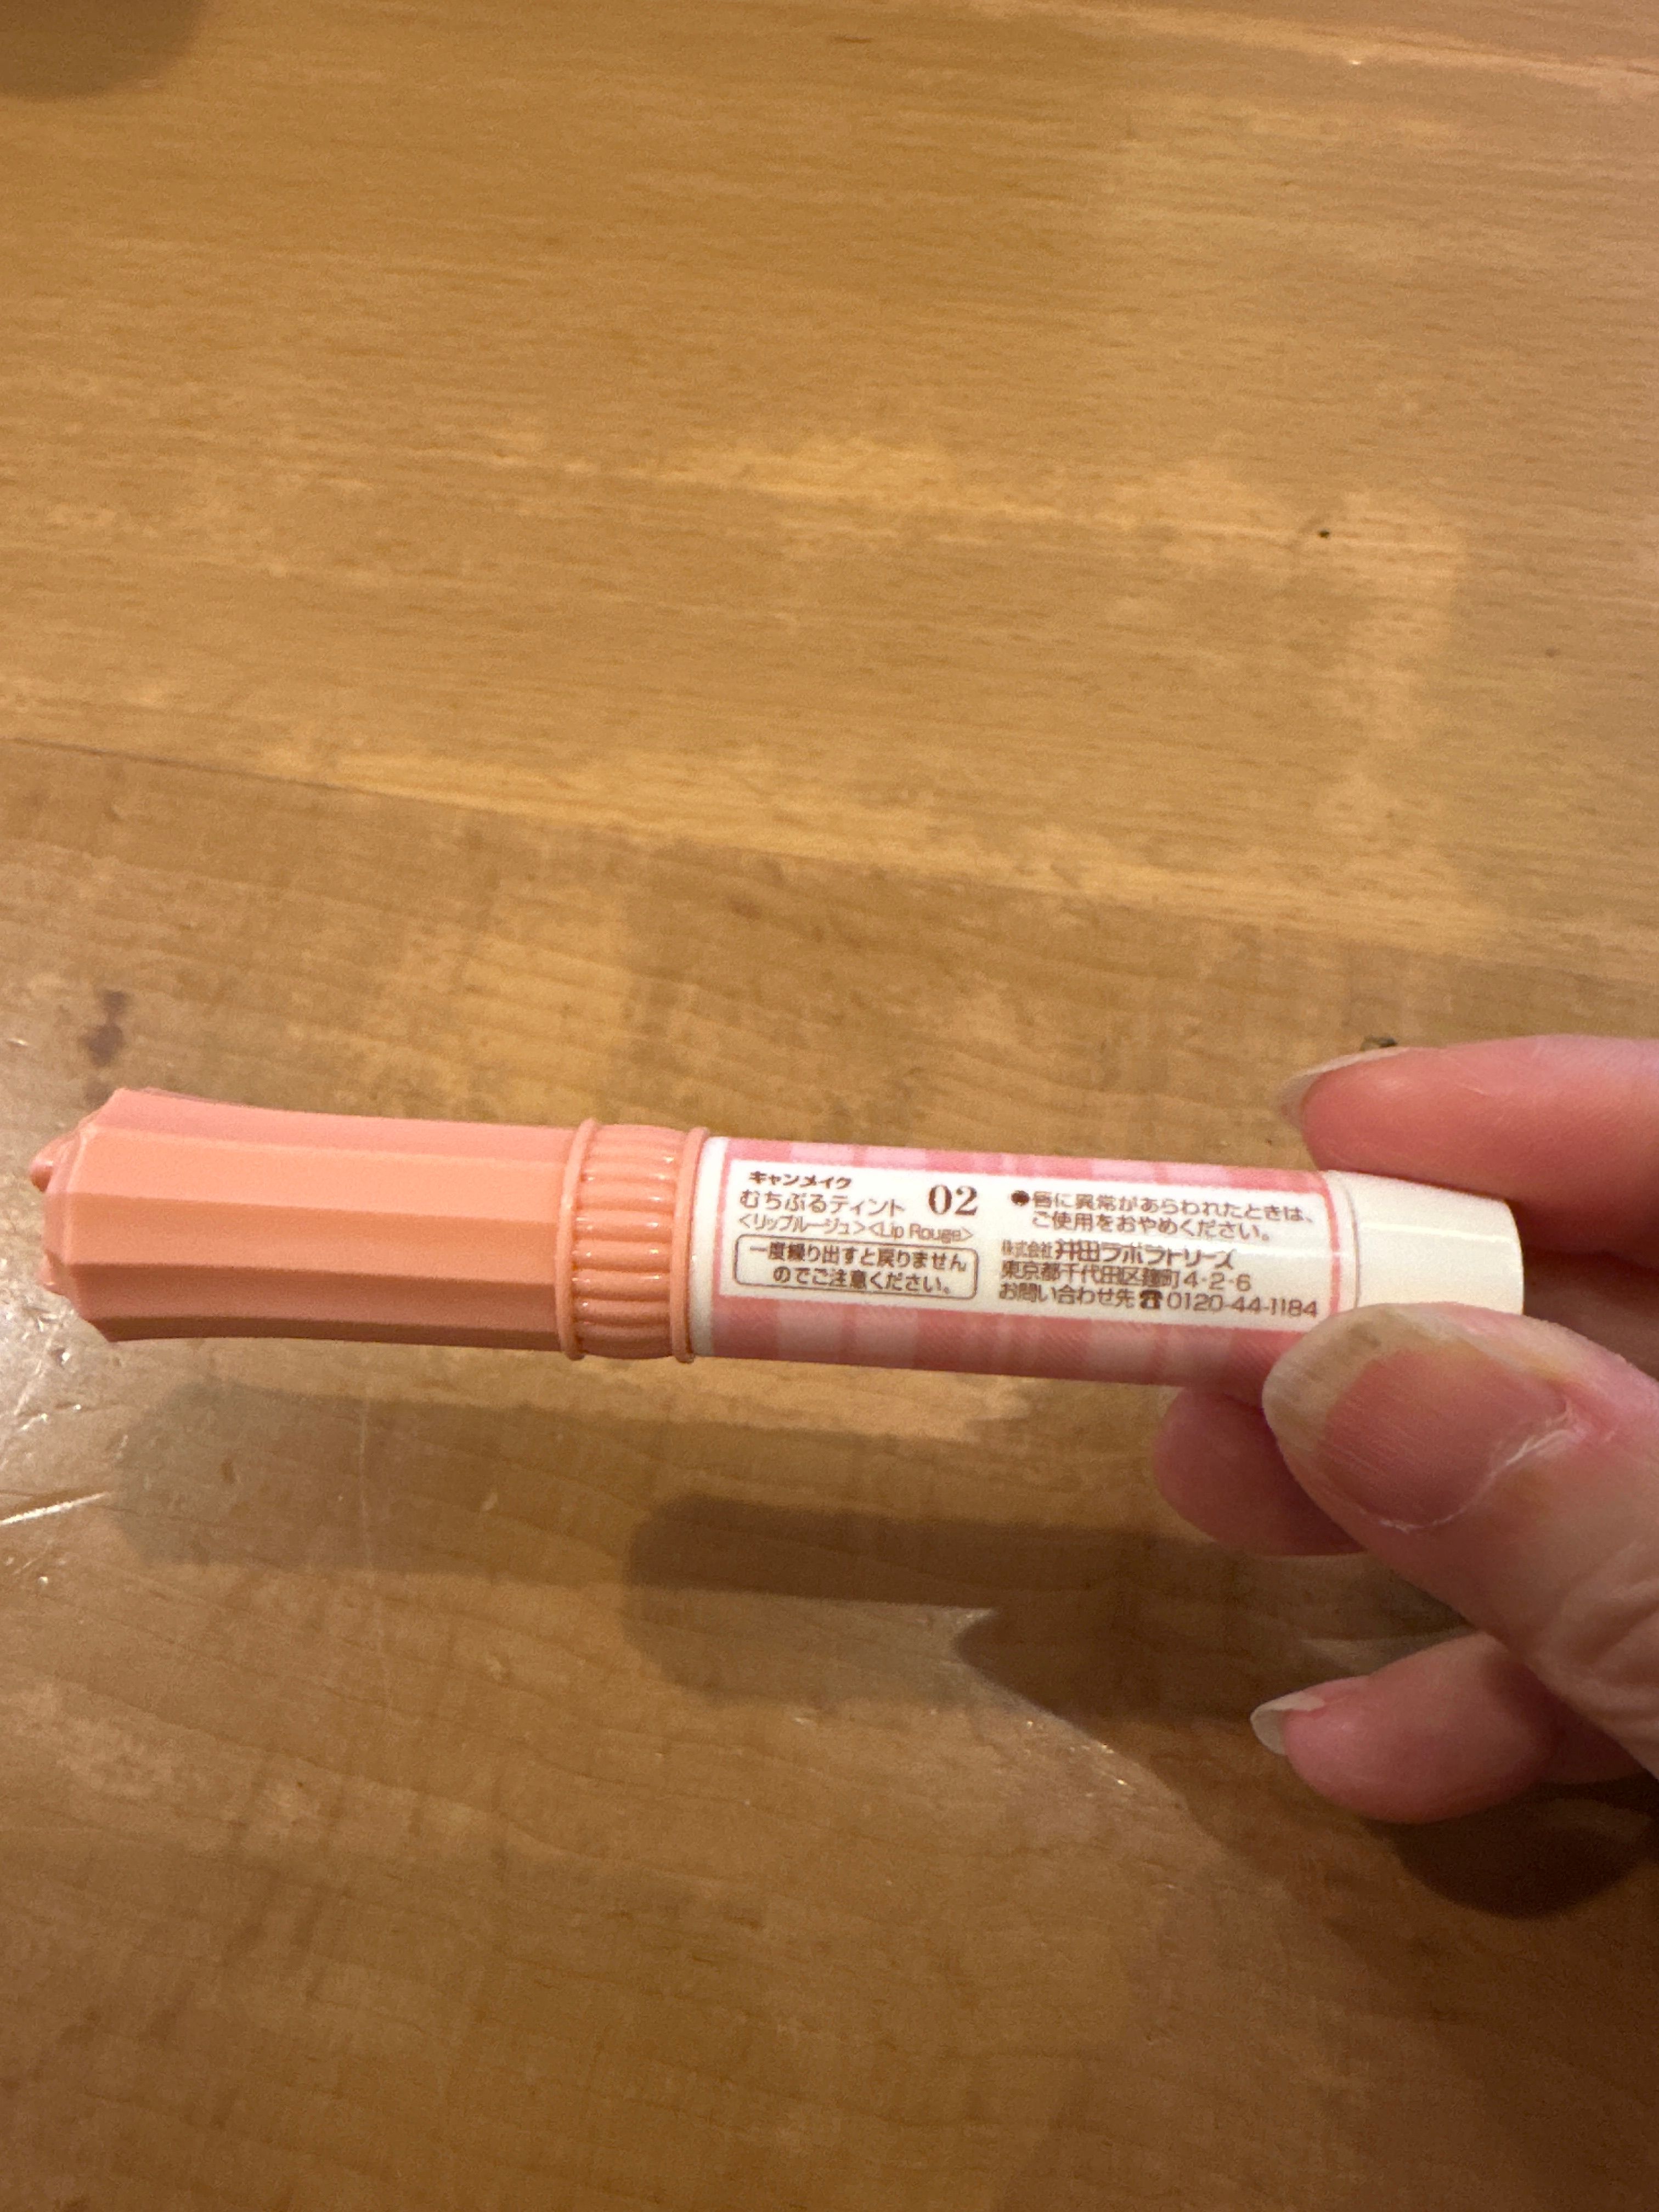 キャンメイク
むちぷるティント 02
<リップルージュ><Lip Rouge>
一度繰り出すと戻りません
のでご注意ください。
●唇に異常があらわれたときは、
ご使用をおやめください。
株式会社井田ラボラトリーズ
東京都千代田区麹町4-2-6
お問い合わせ先☎0120-44-1184